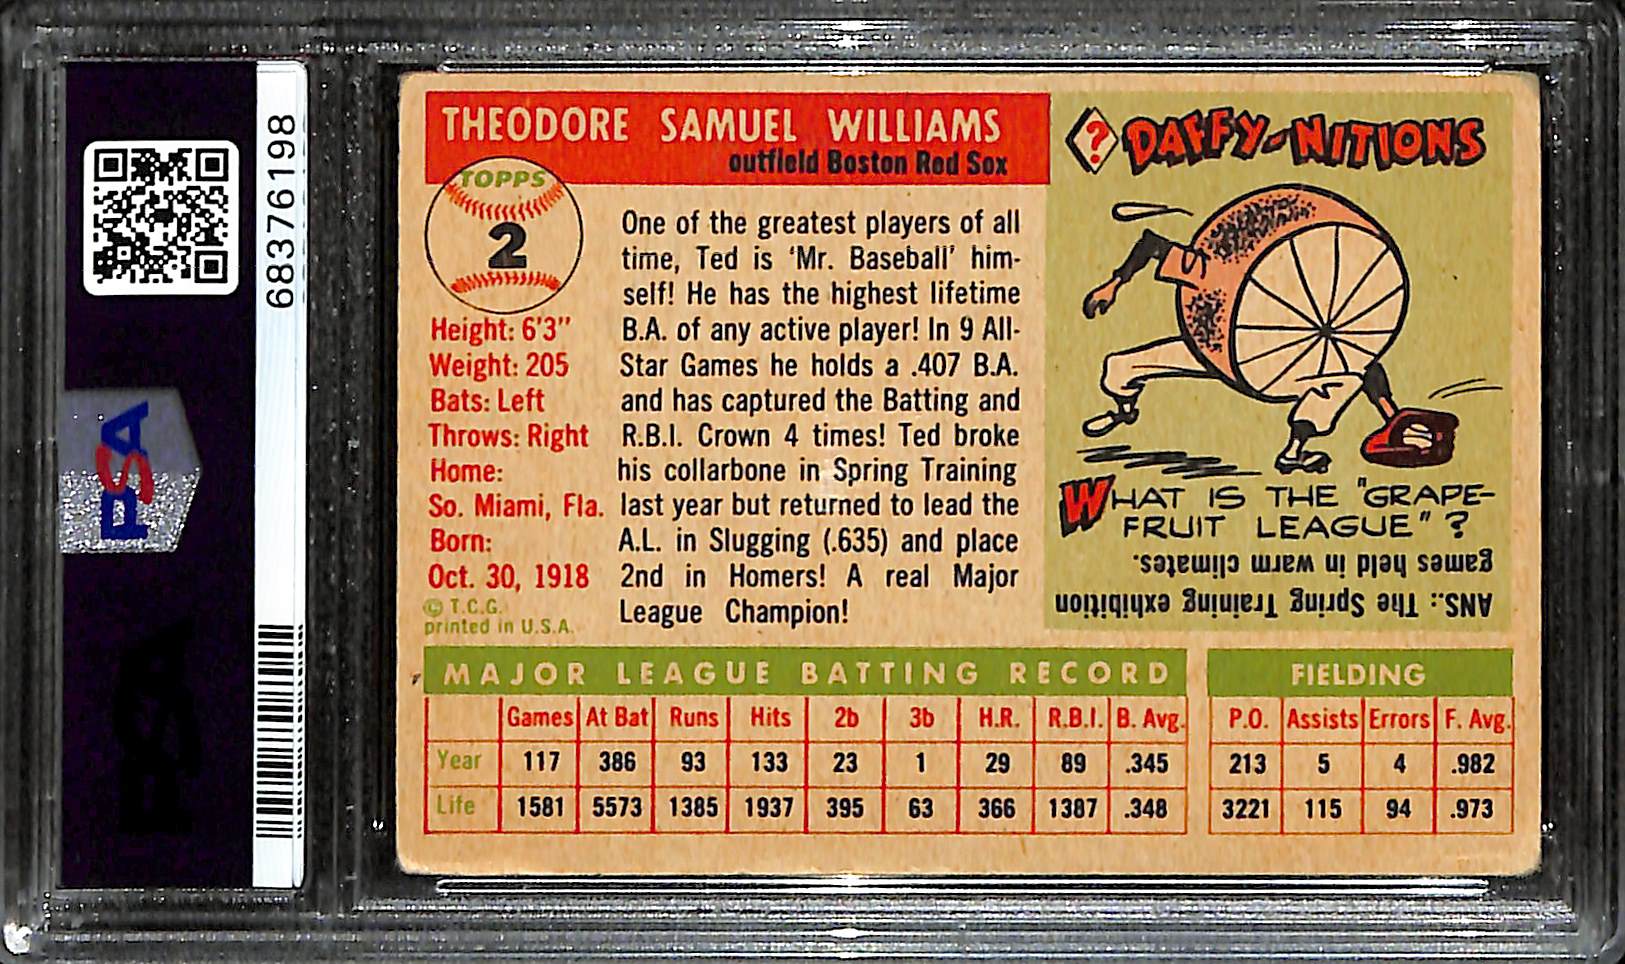 PSA
68376198
THEODORE SAMUEL WILLIAMS
outfield Boston Red Sox
TOPPS
2
Height: 6'3"
Weight: 205
Bats: Left
Throws: Right
Home:
So. Miami, Fla.
Born:
Oct. 30, 1918
© T.C.G.
printed in U.S.A.
One of the greatest players of all
time, Ted is 'Mr. Baseball' him-
self! He has the highest lifetime
B.A. of any active player! In 9 All-
Star Games he holds a .407 B.A.
and has captured the Batting and
R.B.I. Crown 4 times! Ted broke
his collarbone in Spring Training
last year but returned to lead the
A.L. in Slugging (.635) and place
2nd in Homers! A real Major
League Champion!
? DAFFY-NITIONS
WHAT IS THE "GRAPE-
FRUIT LEAGUE" ?
ANS.: The Spring Training exhibition
games held in warm climates.
MAJOR LEAGUE BATTING RECORD
Games At Bat Runs Hits 2b 3b H.R. R.B.I. B. Avg.
Year 117 386 93 133 23 1 29 89 .345
Life 1581 5573 1385 1937 395 63 366 1387 .348
FIELDING
P.O. Assists Errors F. Avg.
213 5 4 .982
3221 115 94 .973